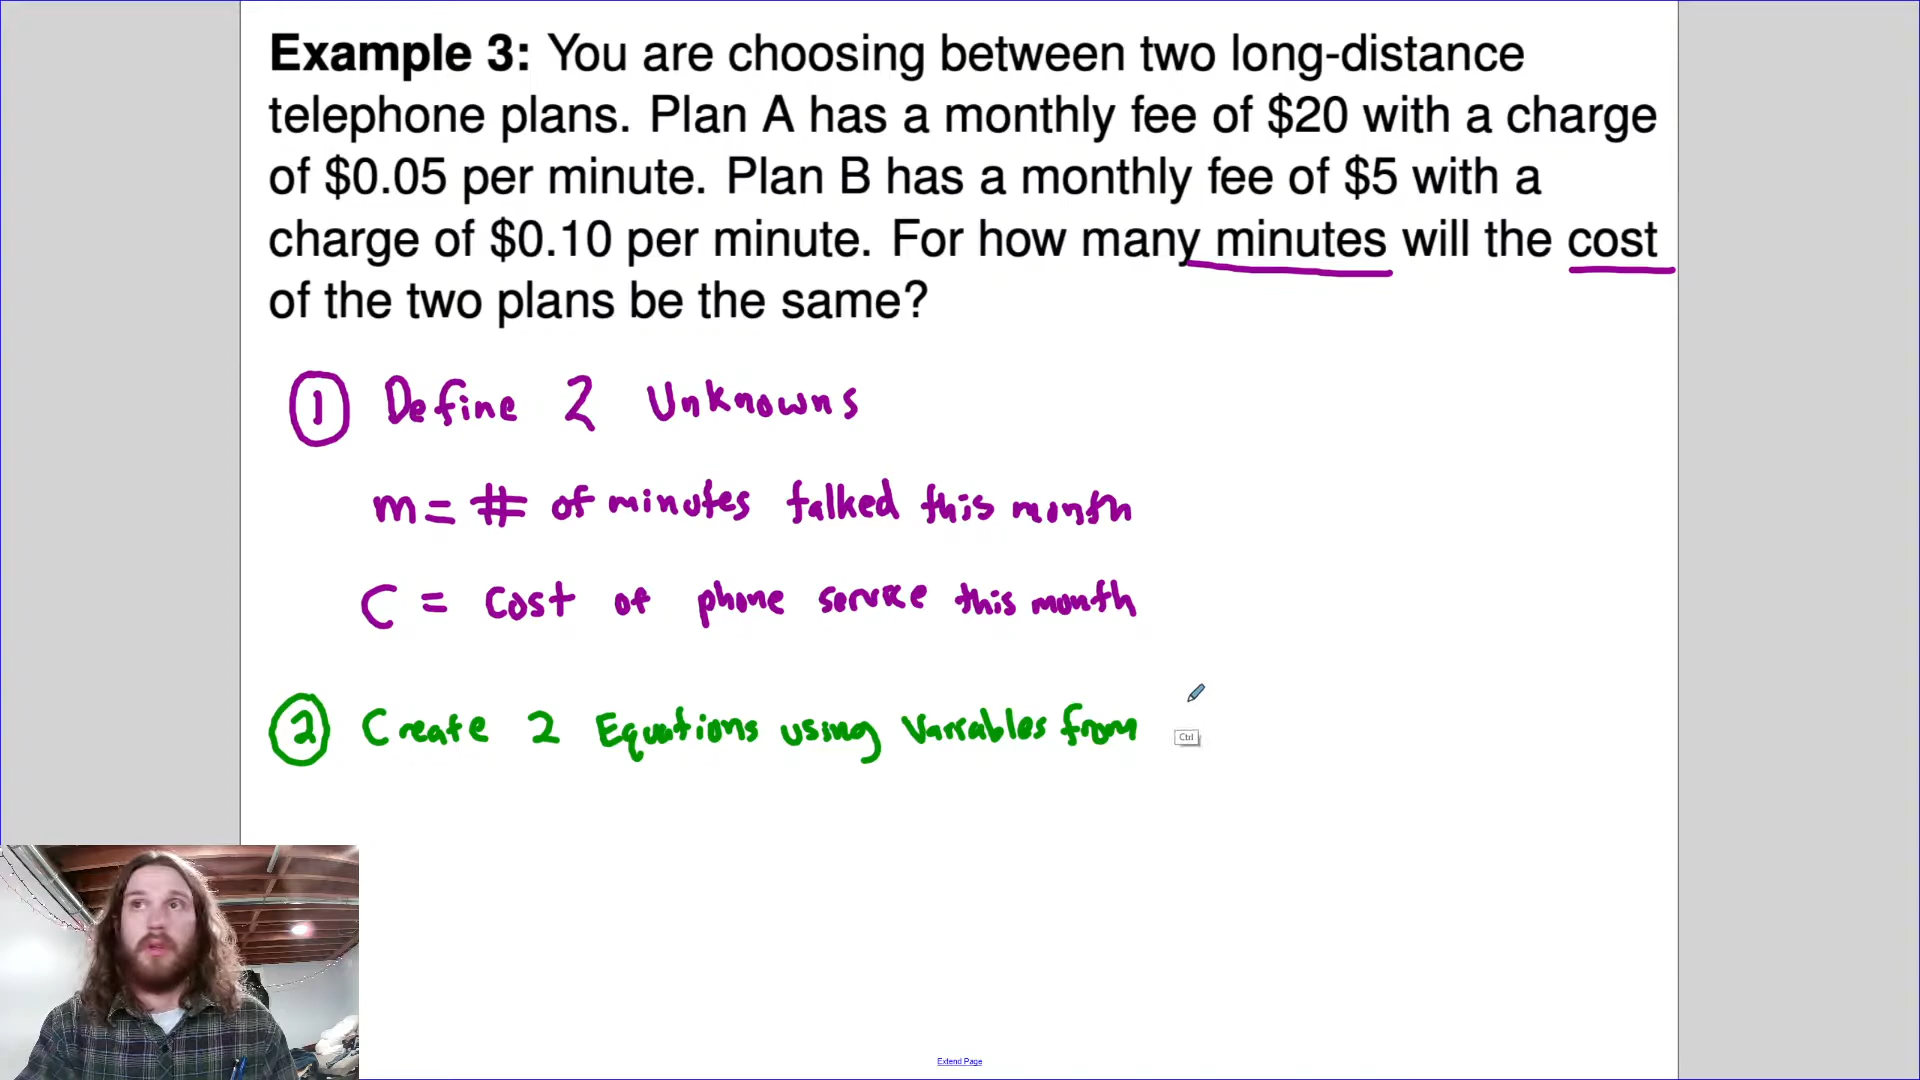 Example 3: You are choosing between two long-distance
telephone plans. Plan A has a monthly fee of $20 with a charge
of $0.05 per minute. Plan B has a monthly fee of $5 with a
charge of $0.10 per minute. For how many minutes will the cost
of the two plans be the same?
1 Define 2 Unknowns
m = # of minutes talked this month
C = cost of phone service this month
2 Create 2 Equations using Variables from
Ctrl
Extend Page